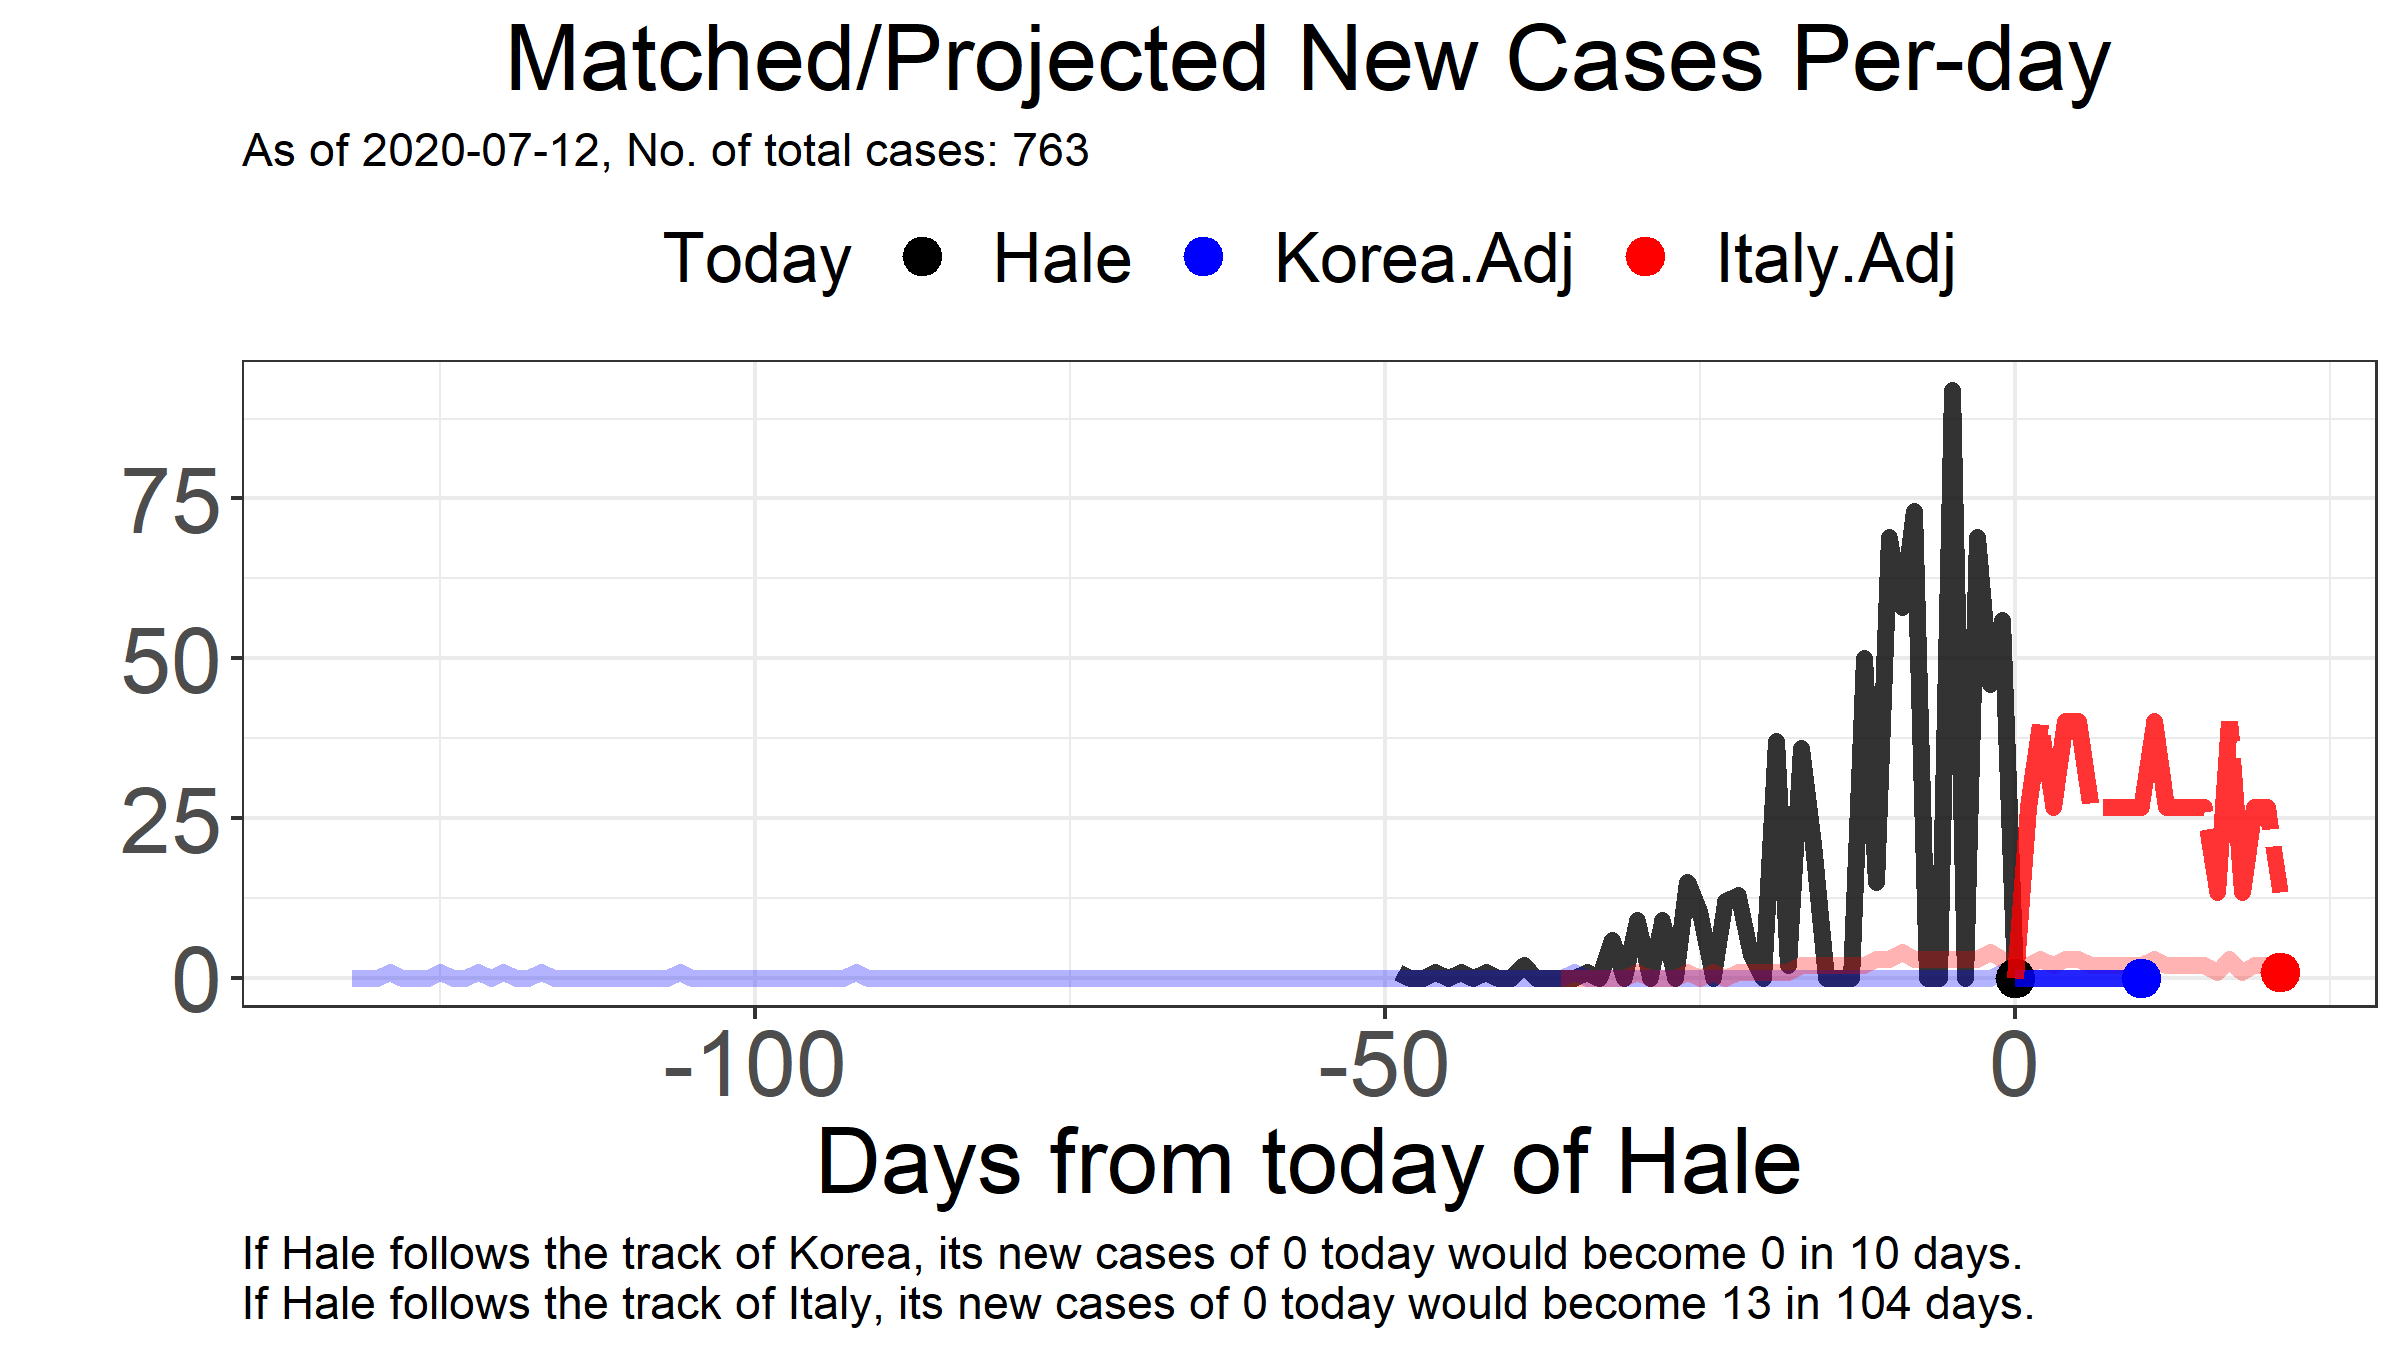 Matched/Projected New Cases Per-day
As of 2020-07-12, No. of total cases: 763
Today Hale Korea.Adj Italy.Adj
75
50
25
0
-100 -50 0
Days from today of Hale
If Hale follows the track of Korea, its new cases of 0 today would become 0 in 10 days.
If Hale follows the track of Italy, its new cases of 0 today would become 13 in 104 days.